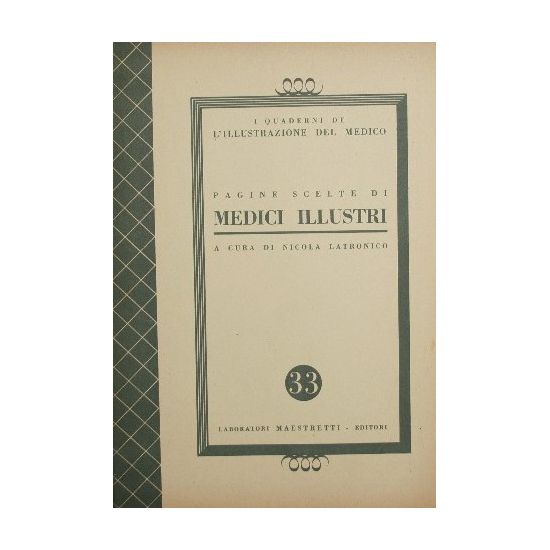 I QUADERNI DI
L'ILLUSTRAZIONE DEL MEDICO
PAGINE SCELTE DI
MEDICI ILLUSTRI
A CURA DI NICOLA LATRONICO
33
LABORATORI MAESTRETTI - EDITORI